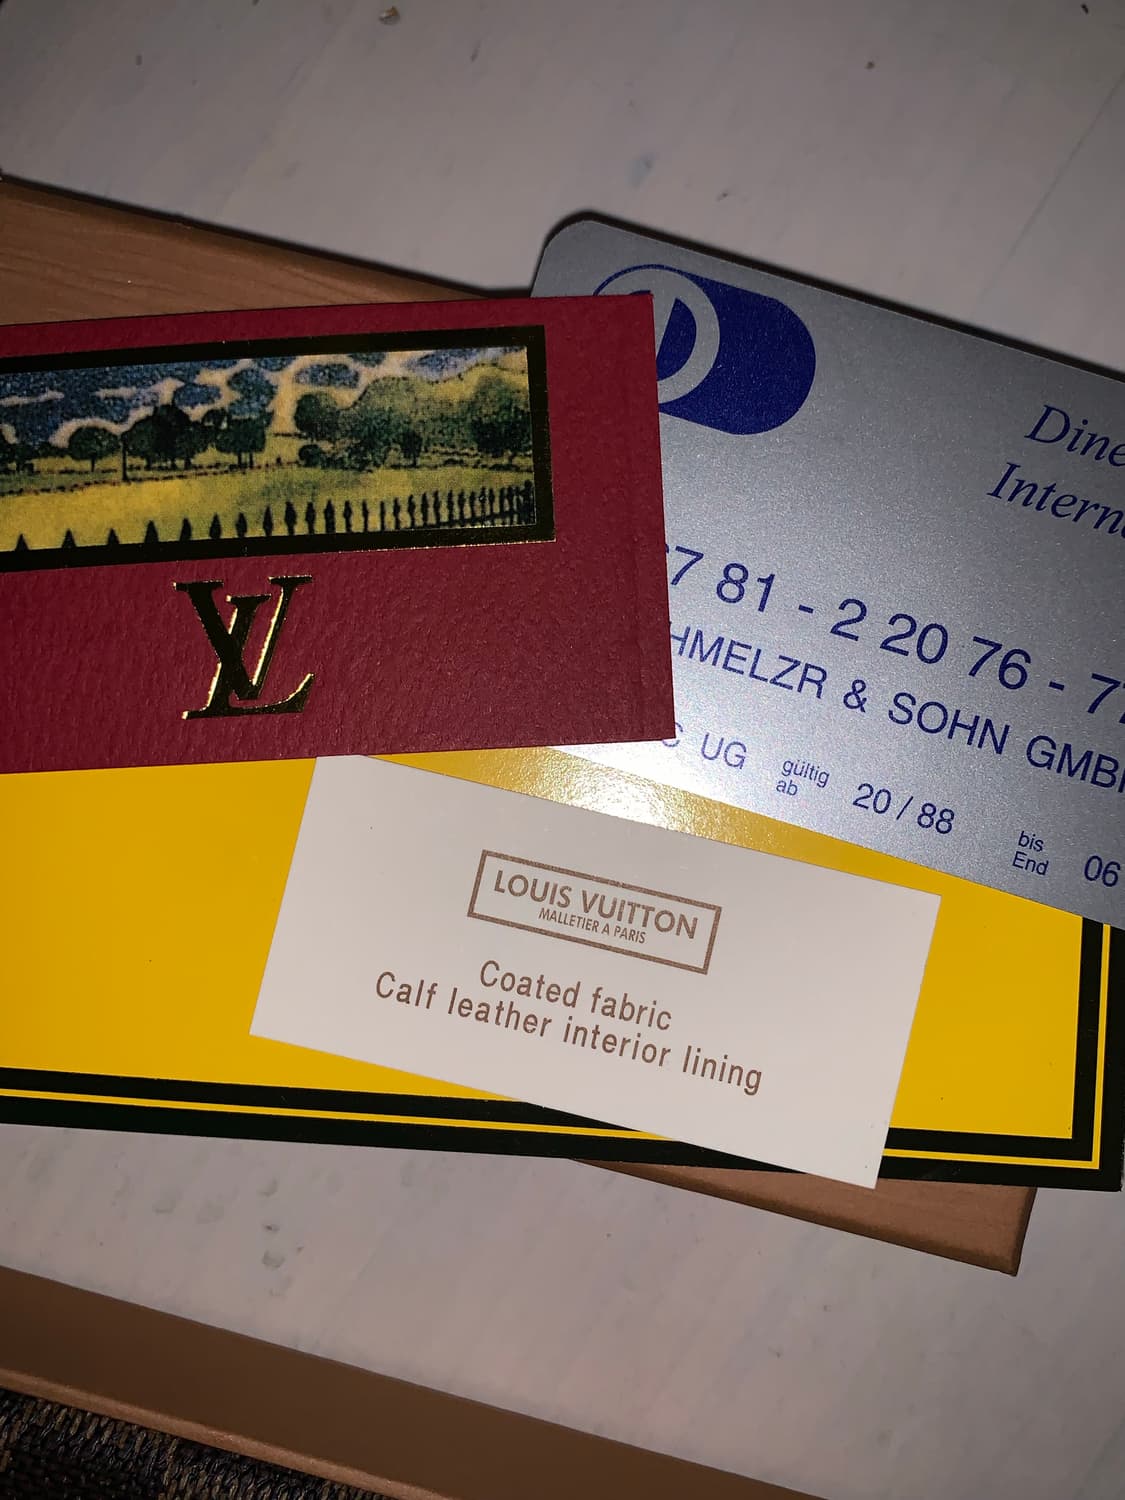 Dine
Intern
7 81 - 2 20 76 - 7
HMELZR & SOHN GMB
UG gültig ab 20/88 bis End 06
LV
LOUIS VUITTON
MALLETIER A PARIS
Coated fabric
Calf leather interior lining